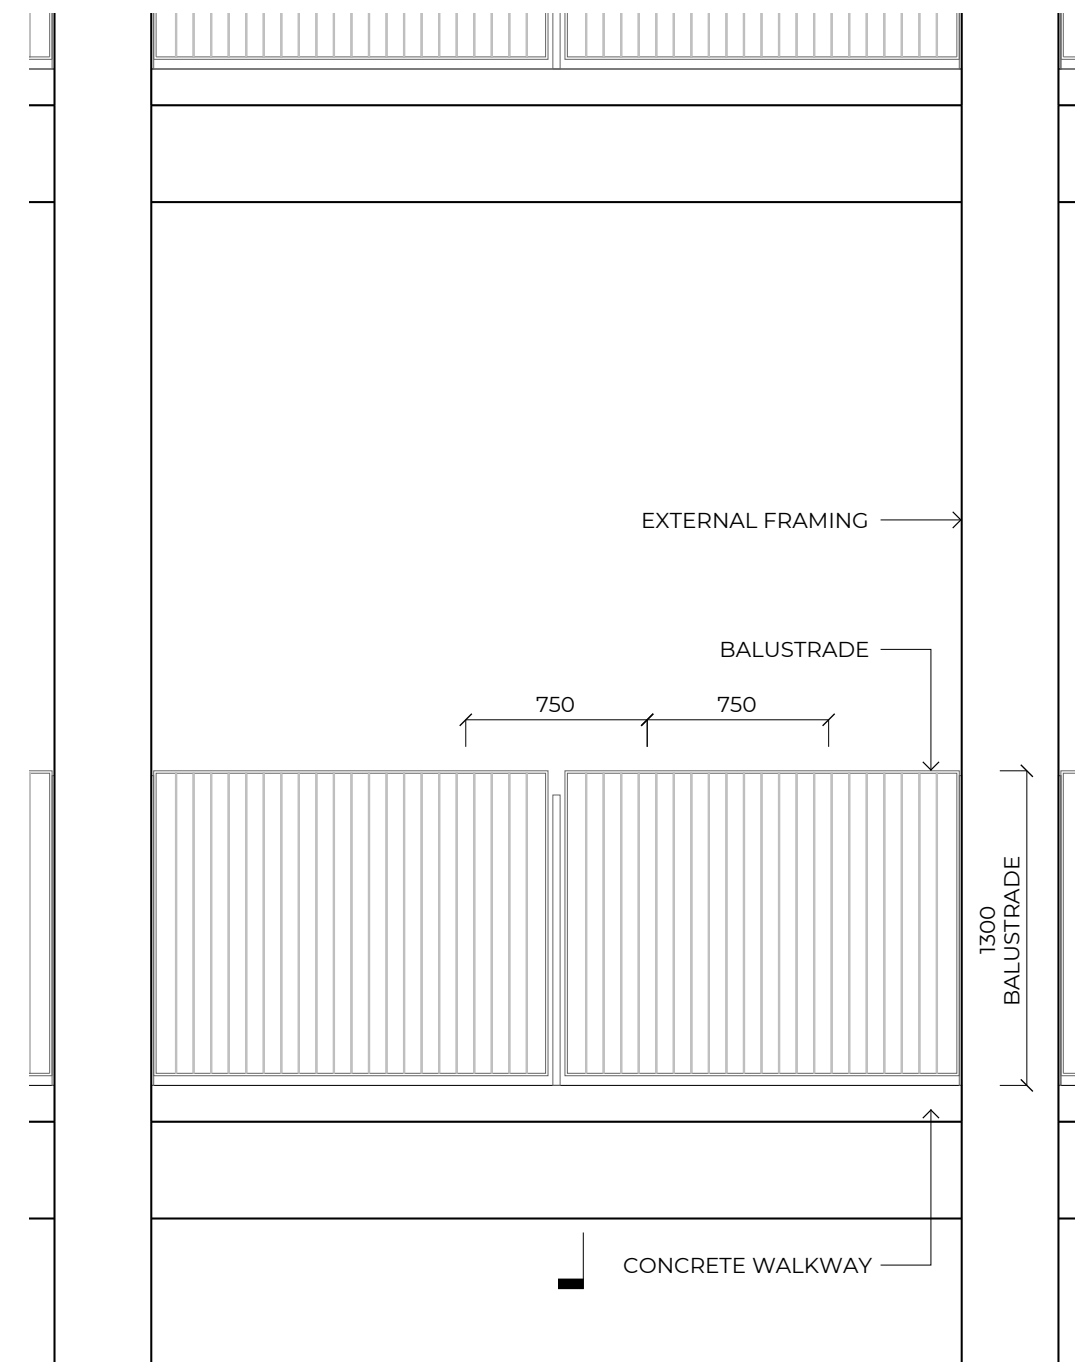 EXTERNAL FRAMING
BALUSTRADE
750
750
1300
BALUSTRADE
CONCRETE WALKWAY